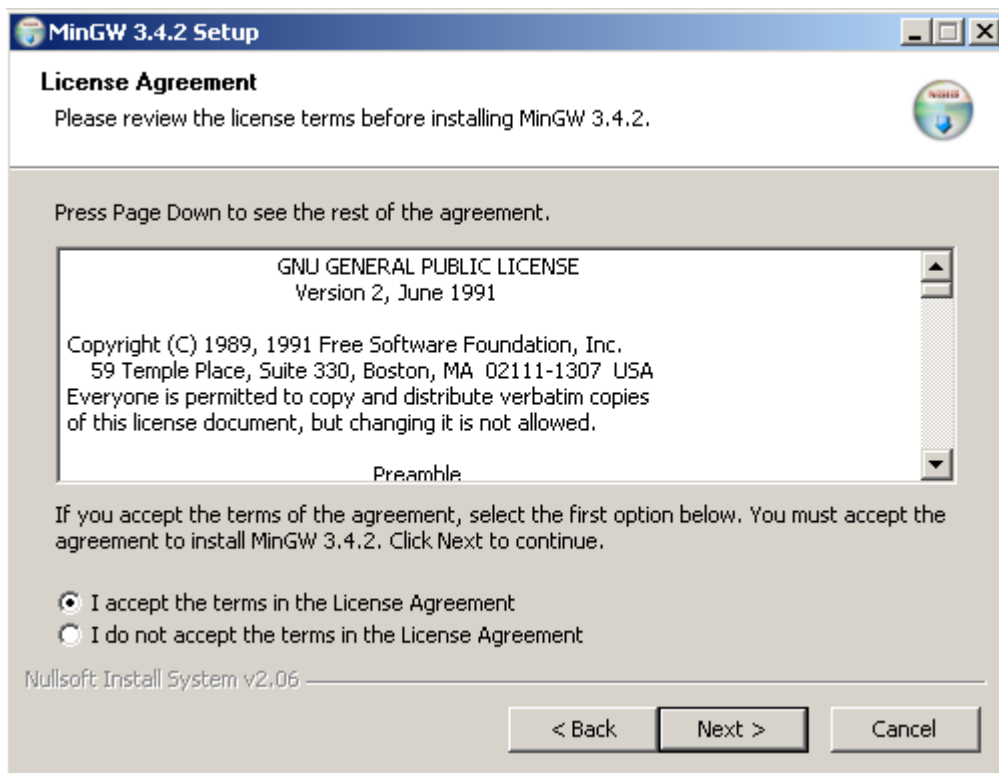 MinGW 3.4.2 Setup
License Agreement
Please review the license terms before installing MinGW 3.4.2.
Press Page Down to see the rest of the agreement.
GNU GENERAL PUBLIC LICENSE
Version 2, June 1991
Copyright (C) 1989, 1991 Free Software Foundation, Inc.
59 Temple Place, Suite 330, Boston, MA  02111-1307  USA
Everyone is permitted to copy and distribute verbatim copies
of this license document, but changing it is not allowed.
Preamble
If you accept the terms of the agreement, select the first option below. You must accept the
agreement to install MinGW 3.4.2. Click Next to continue.
I accept the terms in the License Agreement
I do not accept the terms in the License Agreement
Nullsoft Install System v2.06
< Back
Next >
Cancel